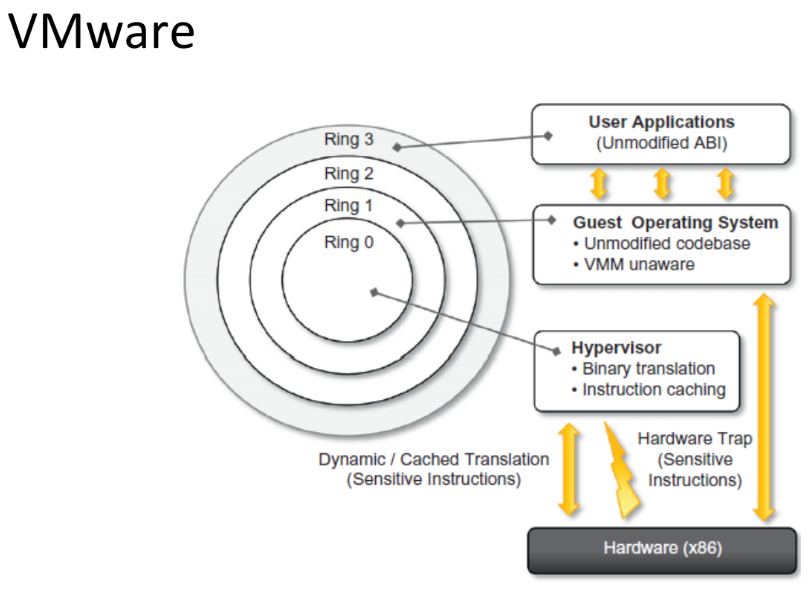 VMware
Ring 3
Ring 2
Ring 1
Ring 0
User Applications
(Unmodified ABI)
Guest Operating System
• Unmodified codebase
• VMM unaware
Hypervisor
• Binary translation
• Instruction caching
Dynamic / Cached Translation
(Sensitive Instructions)
Hardware Trap
(Sensitive
Instructions)
Hardware (x86)